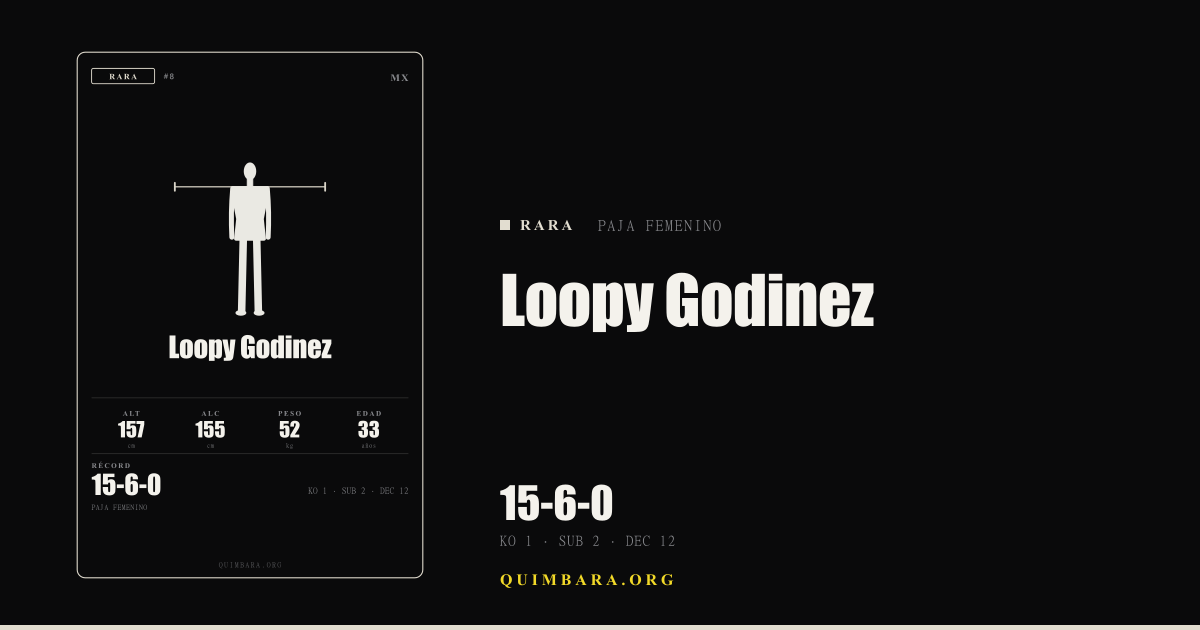 RARA #8 MX
Loopy Godinez
ALT ALC PESO EDAD
157 155 52 33
cm cm kg años
RÉCORD
15-6-0
KO 1 · SUB 2 · DEC 12
PAJA FEMENINO
QUIMBARA.ORG
RARA PAJA FEMENINO
Loopy Godinez
15-6-0
KO 1 · SUB 2 · DEC 12
QUIMBARA.ORG